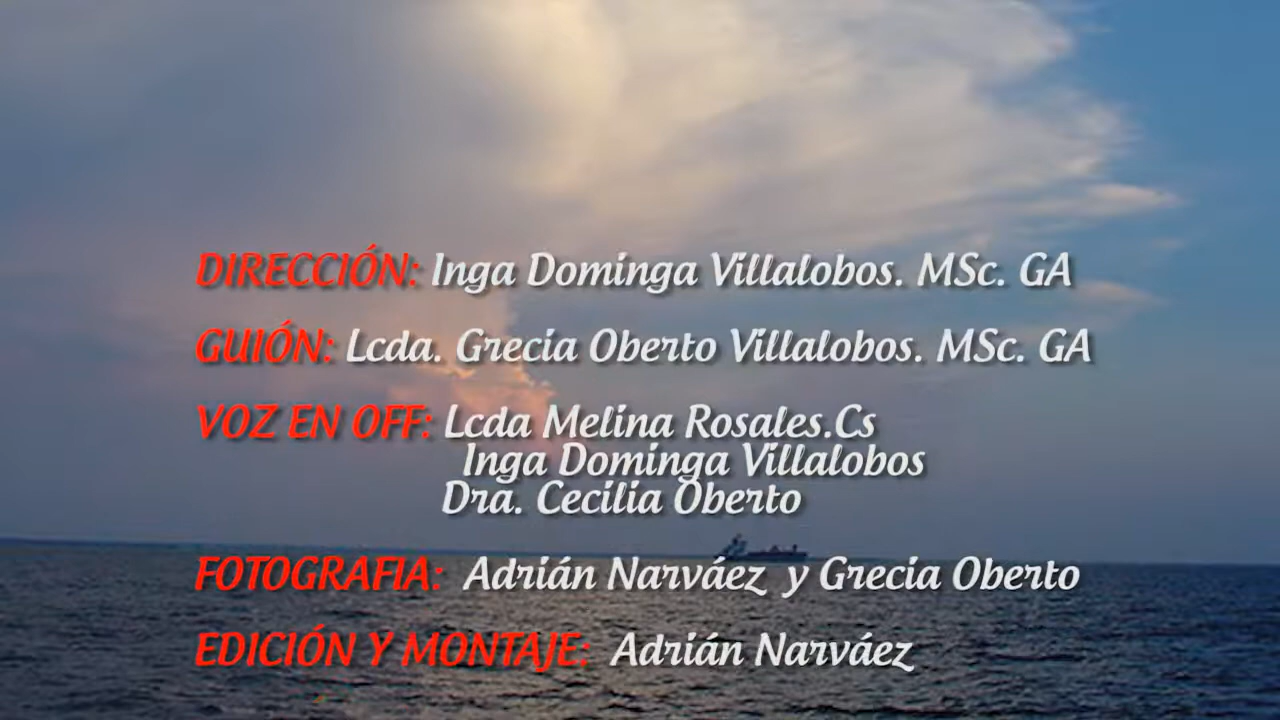 DIRECCIÓN: Inga Dominga Villalobos. MSc. GA
GUIÓN: Lcda. Grecia Oberto Villalobos. MSc. GA
VOZ EN OFF: Lcda Melina Rosales.Cs
Inga Dominga Villalobos
Dra. Cecilia Oberto
FOTOGRAFIA: Adrián Narváez y Grecia Oberto
EDICIÓN Y MONTAJE: Adrián Narváez